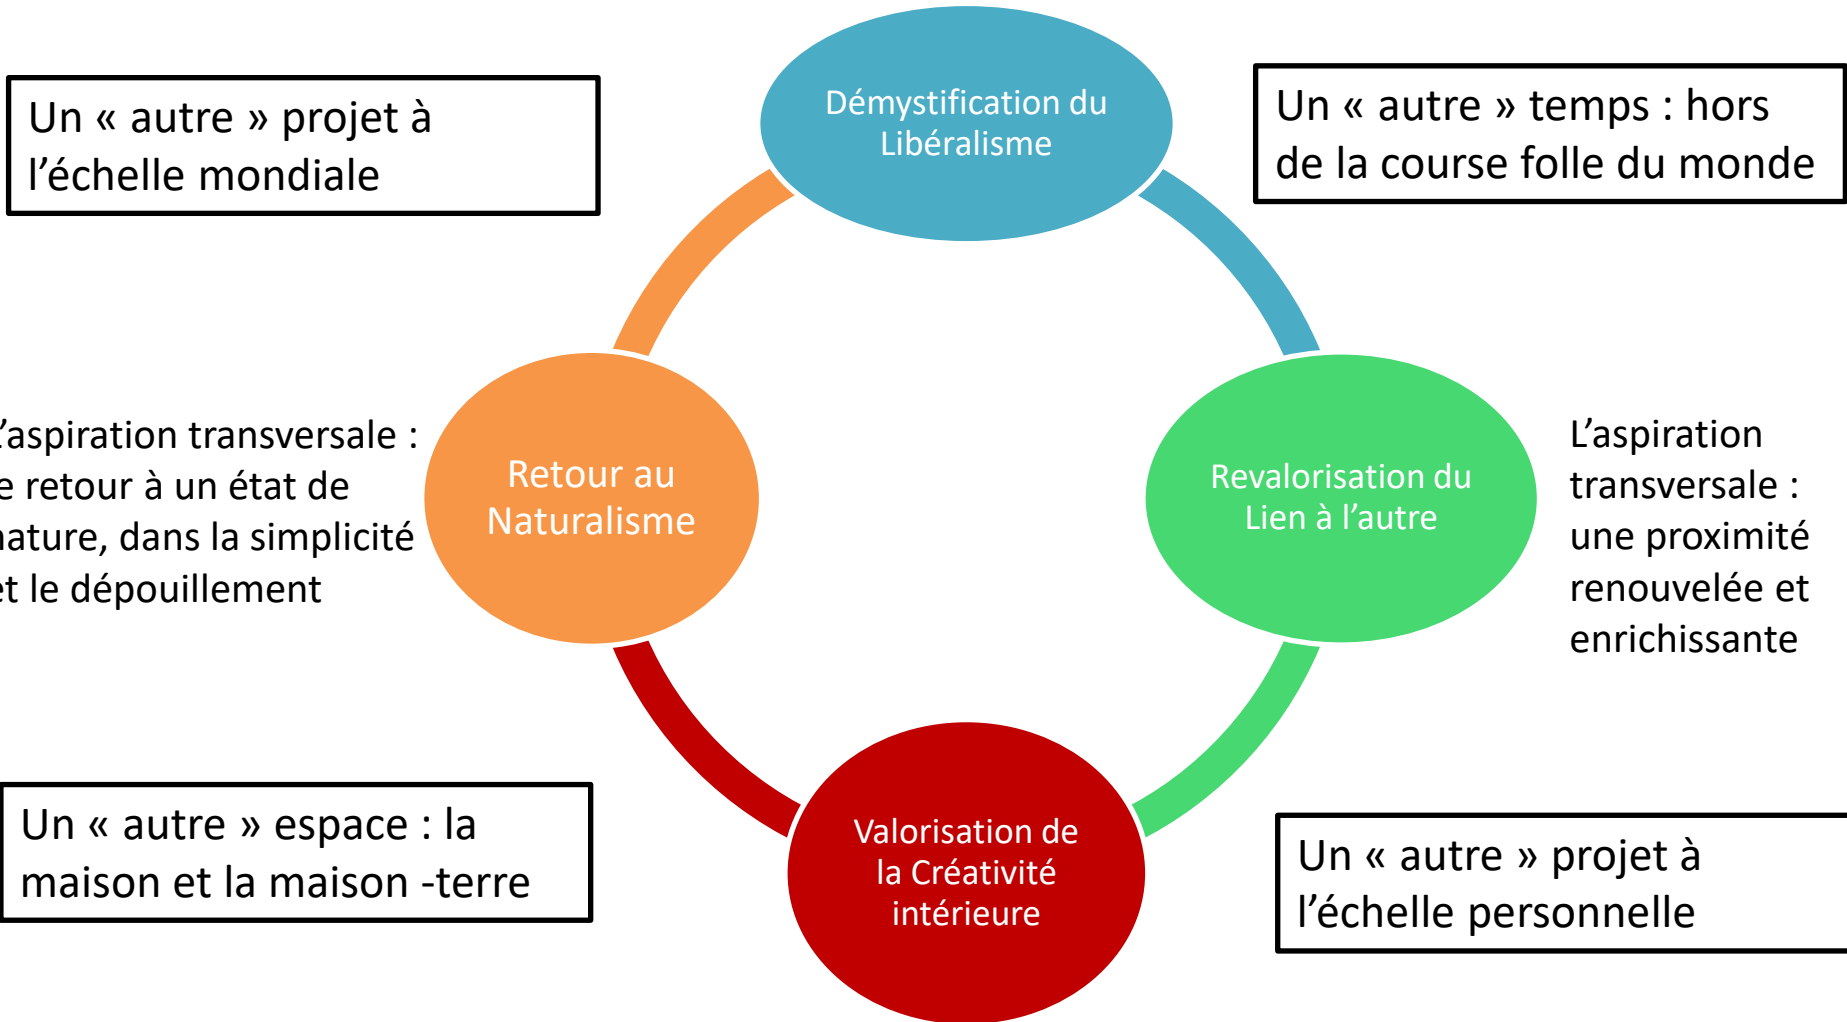 Démystification du
Libéralisme
Un « autre » projet à
l’échelle mondiale
Un « autre » temps : hors
de la course folle du monde
’aspiration transversale :
e retour à un état de
nature, dans la simplicité
et le dépouillement
Retour au
Naturalisme
Revalorisation du
Lien à l’autre
L’aspiration
transversale :
une proximité
renouvelée et
enrichissante
Un « autre » espace : la
maison et la maison -terre
Valorisation de
la Créativité
intérieure
Un « autre » projet à
l’échelle personnelle